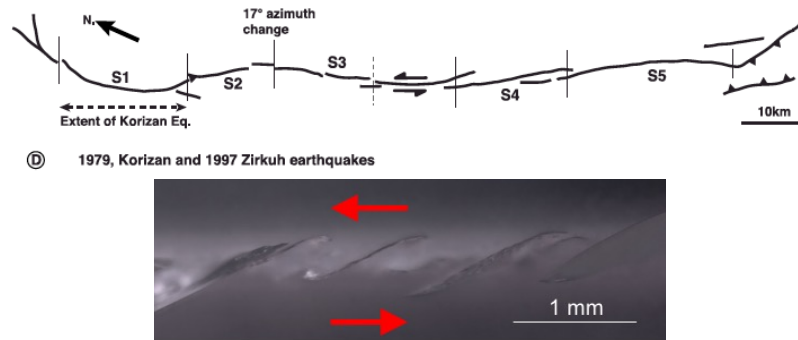 17° azimuth
change
N.
S1
S2
S3
S4
S5
Extent of Korizan Eq.
10km
D 1979, Korizan and 1997 Zirkuh earthquakes
1 mm